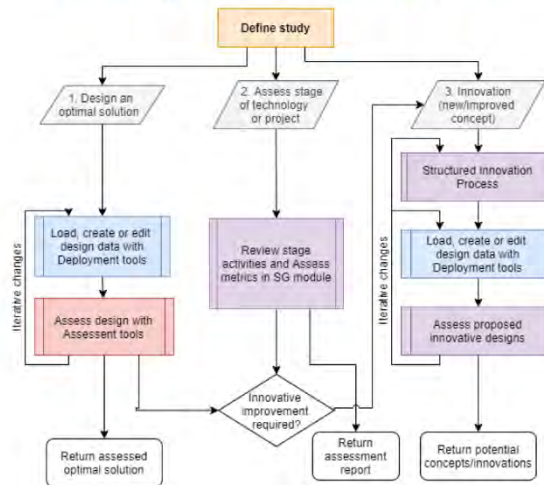 Define study
1. Design an
optimal solution
2. Assess stage
of technology
or project
3. Innovation
(new/improved
concept)
Structured Innovation
Process
Iterative changes
Load, create or edit
design data with
Deployment tools
Review stage
activities and Assess
metrics in SG module
Iterative changes
Load, create or edit
design data with
Deployment tools
Assess design with
Assessent tools
Assess proposed
innovative designs
Innovative
improvement
required?
Return assessed
optimal solution
Return
assessment
report
Return potential
concepts/innovations